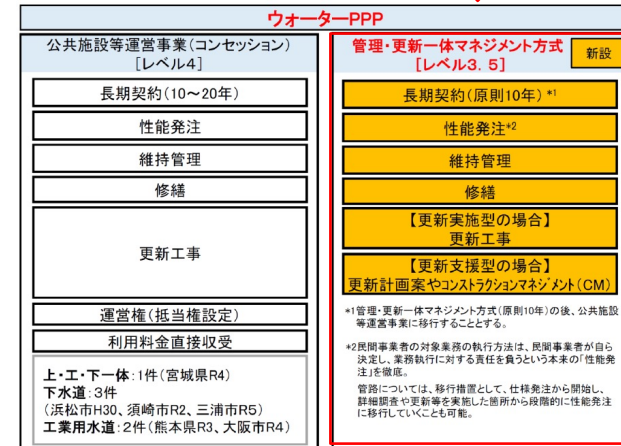 ウォーターPPP
公共施設等運営事業(コンセッション)
[レベル4]
長期契約(10~20年)
性能発注
維持管理
修繕
更新工事
運営権(抵当権設定)
利用料金直接収受
上・工・下一体:1件(宮城県R4)
下水道:3件
(浜松市H30、須崎市R2、三浦市R5)
工業用水道:2件(熊本県R3、大阪市R4)
管理・更新一体マネジメント方式
[レベル3.5]
新設
長期契約(原則10年)*1
性能発注*2
維持管理
修繕
【更新実施型の場合】
更新工事
【更新支援型の場合】
更新計画案やコンストラクションマネジメント(CM)
*1管理・更新一体マネジメント方式(原則10年)の後、公共施設
等運営事業に移行することとする。
*2民間事業者の対象業務の執行方法は、民間事業者が自ら
決定し、業務執行に対する責任を負うという本来の「性能発
注」を徹底。
管路については、移行措置として、仕様発注から開始し、
詳細調査や更新等を実施した箇所から段階的に性能発注
に移行していくことも可能。